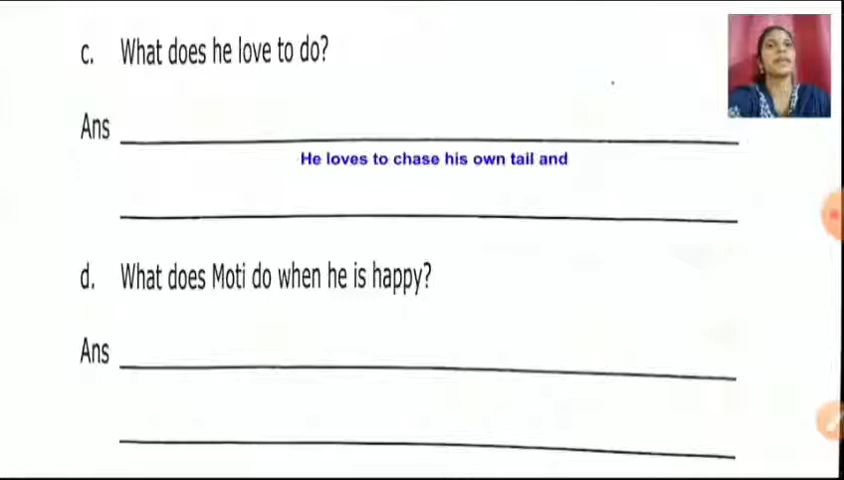 c. What does he love to do?
Ans
He loves to chase his own tail and
d. What does Moti do when he is happy?
Ans